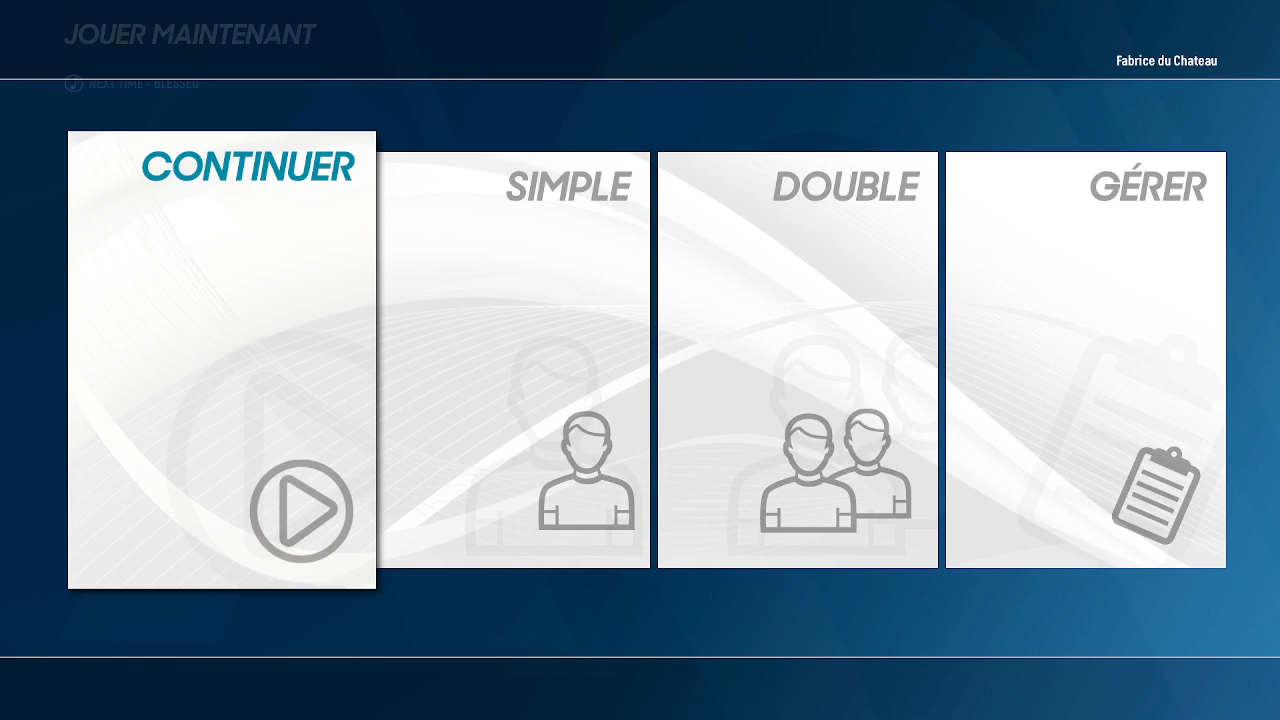 JOUER MAINTENANT
Fabrice du Chateau
NEXT TIME - BLESSED
CONTINUER
SIMPLE
DOUBLE
GÉRER